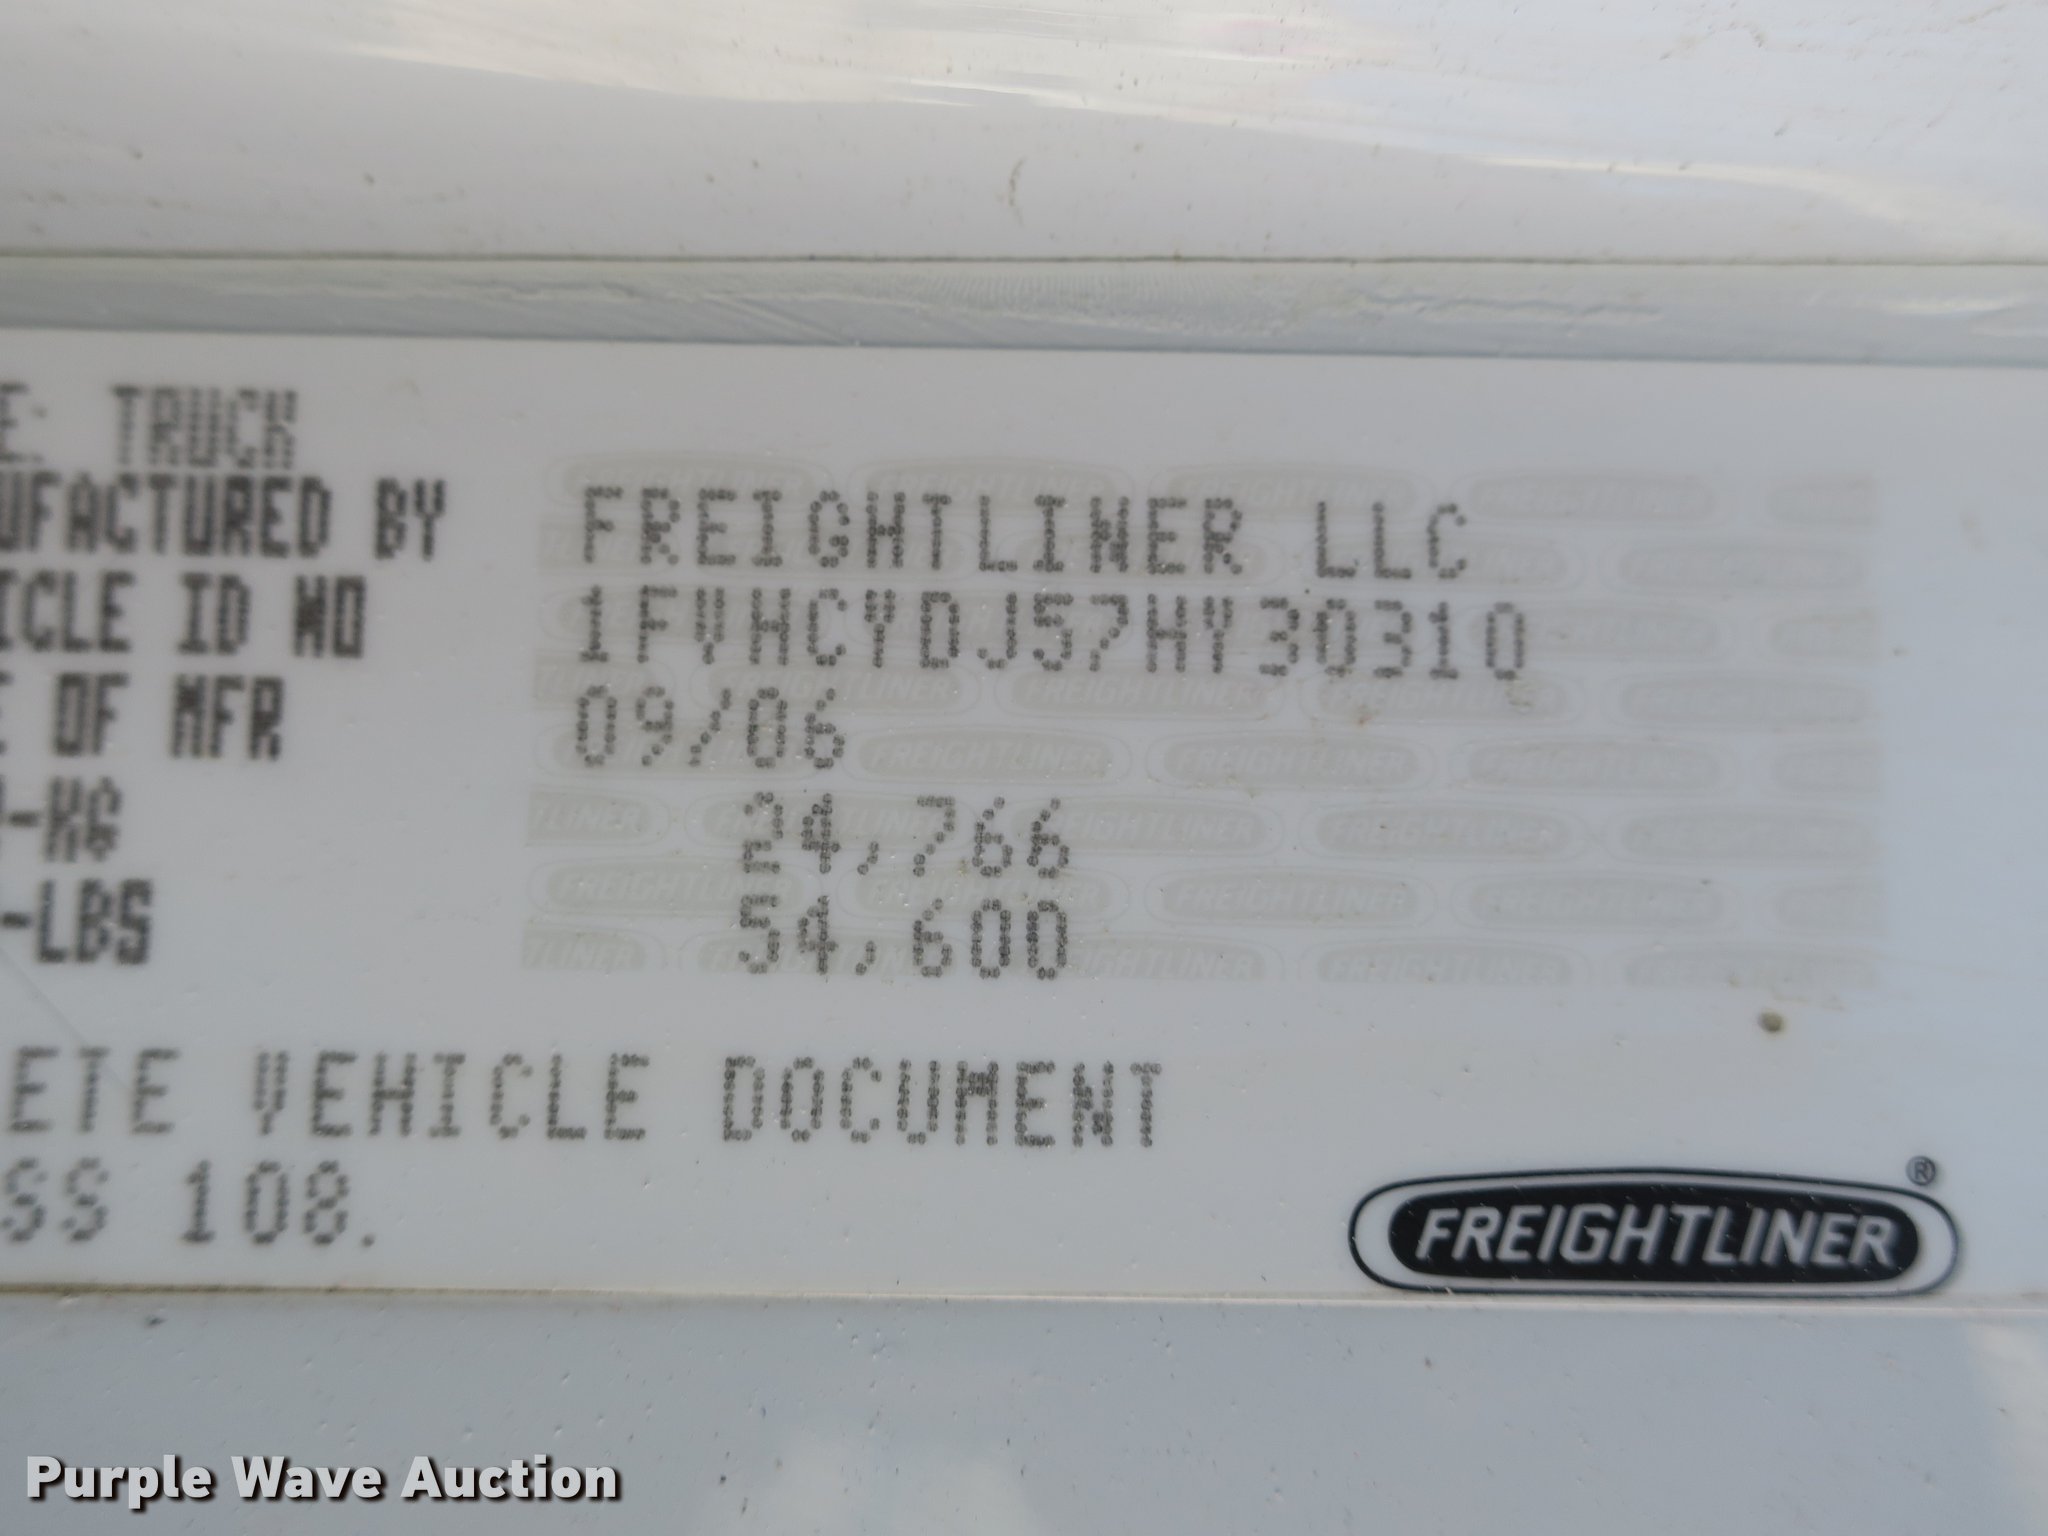 E: TRUCK
UFACTURED BY FREIGHTLINER LLC
ICLE ID NO 1FVHCYDJ57HY30310
E OF MFR 09/06
-KG 24,766
-LBS 54,600
ETE VEHICLE DOCUMENT
SS 108.
FREIGHTLINER®
Purple Wave Auction